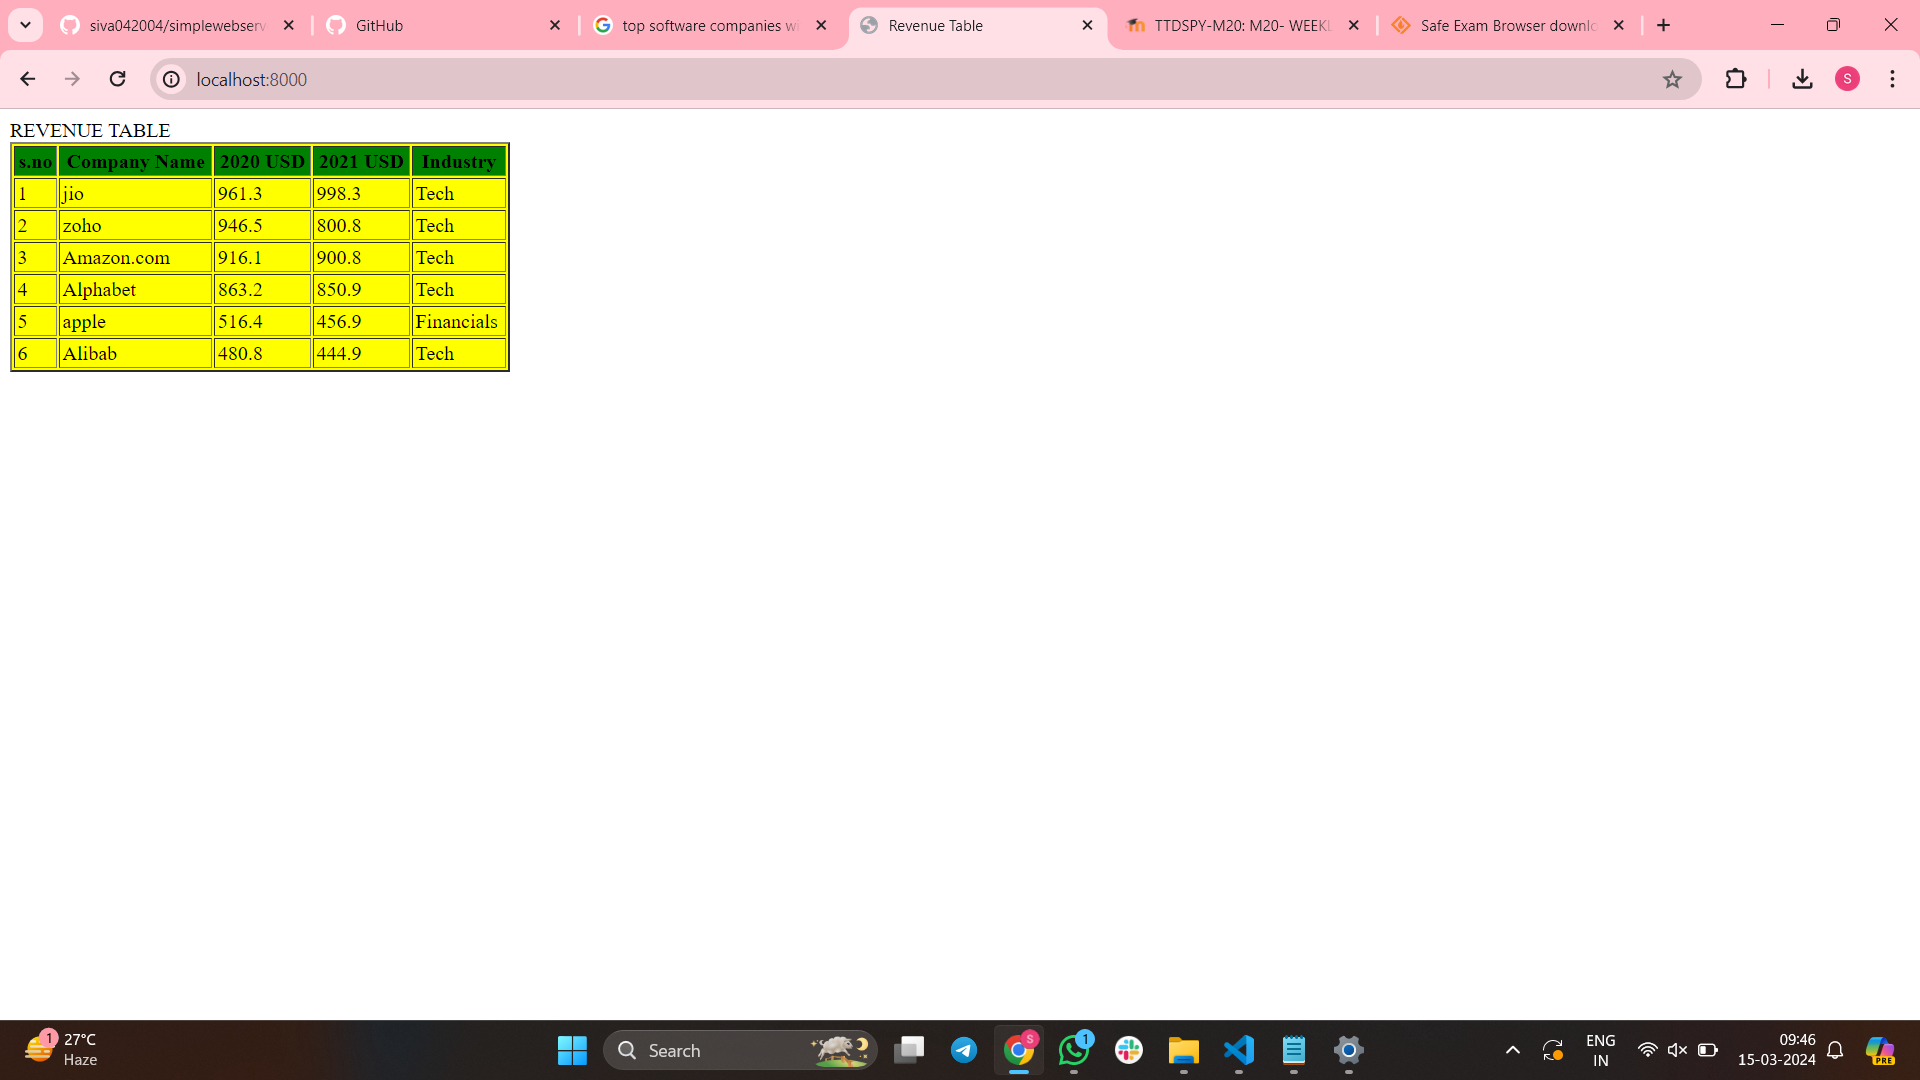 siva042004/simplewebserv
GitHub
top software companies wi
Revenue Table
TTDSPY-M20: M20- WEEKL
Safe Exam Browser downlo
localhost:8000
S
REVENUE TABLE
s.no Company Name 2020 USD 2021 USD Industry
1 jio 961.3 998.3 Tech
2 zoho 946.5 800.8 Tech
3 Amazon.com 916.1 900.8 Tech
4 Alphabet 863.2 850.9 Tech
5 apple 516.4 456.9 Financials
6 Alibab 480.8 444.9 Tech
1
27°C
Haze
Search
S
1
ENG
IN
09:46
15-03-2024
PRE